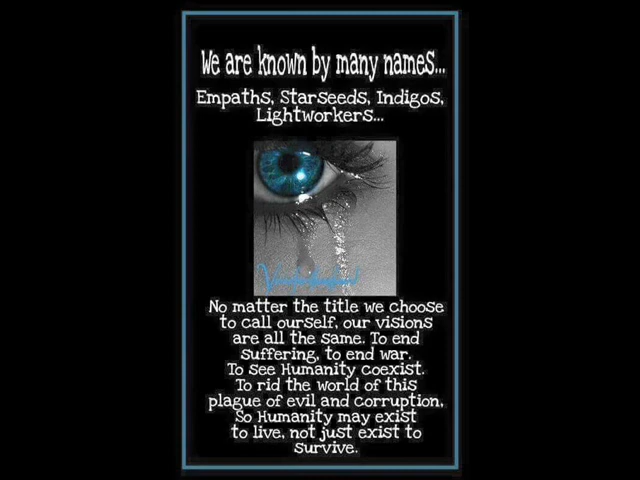 We are known by many names...
Empaths, Starseeds, Indigos,
Lightworkers...
No matter the title we choose
to call ourself, our visions
are all the same. To end
suffering, to end war.
To see Humanity coexist.
To rid the world of this
plague of evil and corruption,
So Humanity may exist
to live, not just exist to
survive.